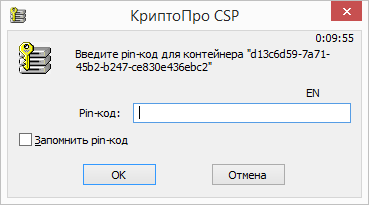 КриптоПро CSP
0:09:55
Введите pin-код для контейнера "d13c6d59-7a71-
45b2-b247-ce830e436ebc2"
EN
Pin-код:
Запомнить pin-код
OK
Отмена